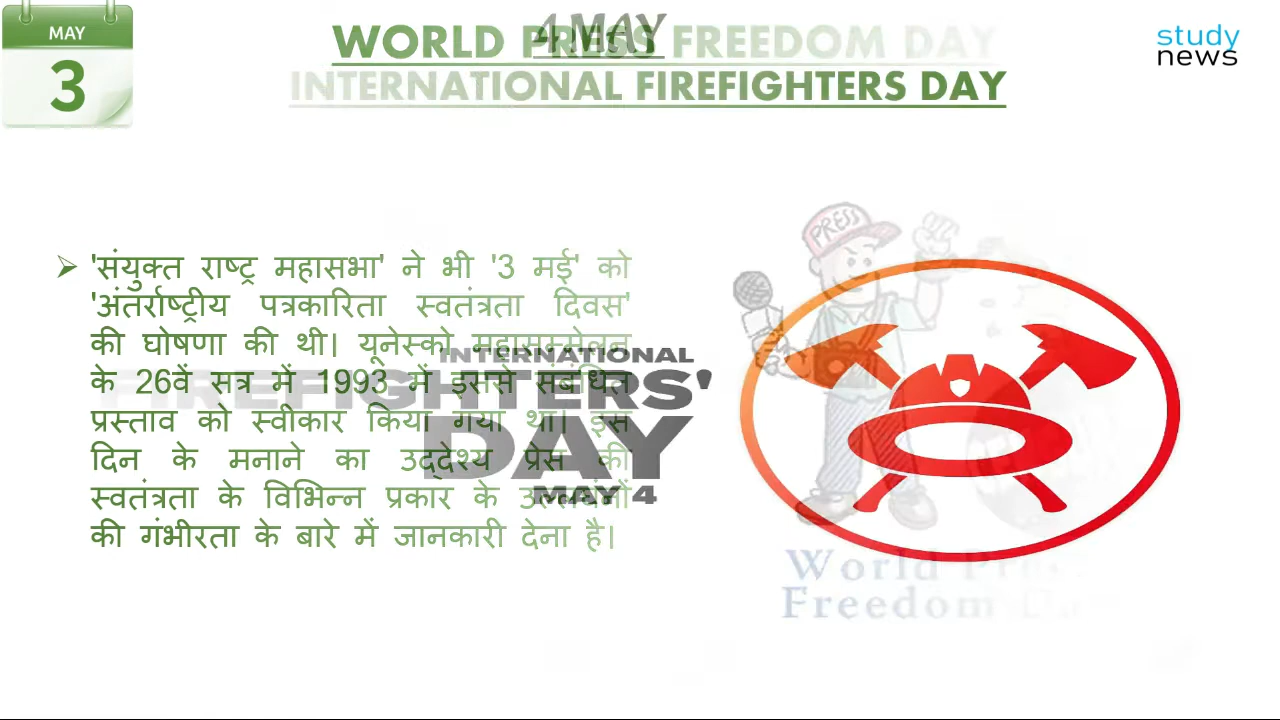 MAY
3
4 MAY
WORLD PRESS FREEDOM DAY
INTERNATIONAL FIREFIGHTERS DAY
study
news
'संयुक्त राष्ट्र महासभा' ने भी '3 मई' को
'अंतर्राष्ट्रीय पत्रकारिता स्वतंत्रता दिवस'
की घोषणा की थी। यूनेस्को महासम्मेलन
के 26वें सत्र में 1993 में इससे संबंधित
प्रस्ताव को स्वीकार किया गया था। इस
दिन के मनाने का उद्देश्य प्रेस की
स्वतंत्रता के विभिन्न प्रकार के
की गंभीरता के बारे में जानकारी देना है।
INTERNATIONAL
FIREFIGHTERS'
DAY
MAY 4
PRESS
World Press
Freedom Day